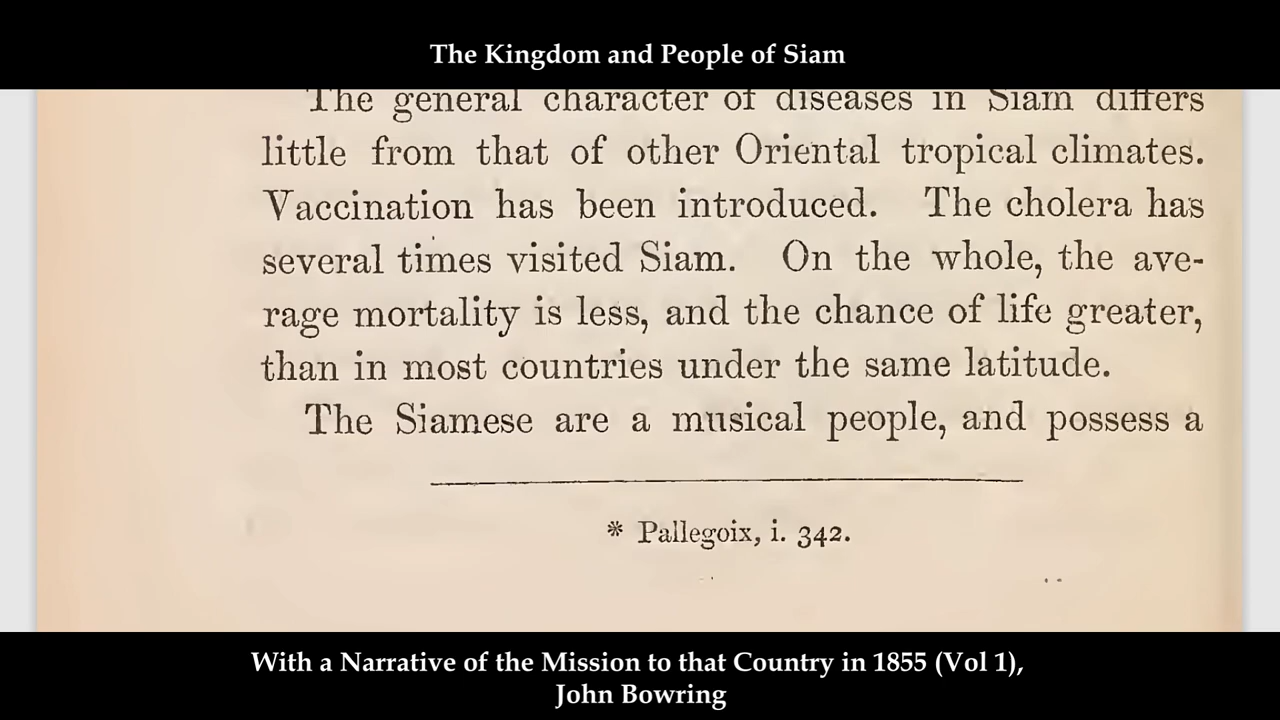 The Kingdom and People of Siam
The general character of diseases in Siam differs
little from that of other Oriental tropical climates.
Vaccination has been introduced. The cholera has
several times visited Siam. On the whole, the ave-
rage mortality is less, and the chance of life greater,
than in most countries under the same latitude.
The Siamese are a musical people, and possess a
* Pallegoix, i. 342.
With a Narrative of the Mission to that Country in 1855 (Vol 1),
John Bowring